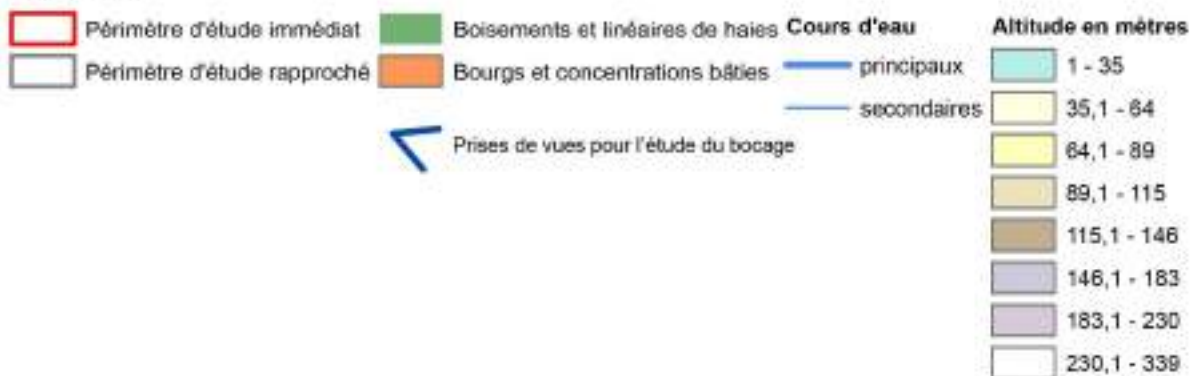 Périmètre d'étude immédiat
Périmètre d'étude rapproché
Boisements et linéaires de haies
Bourgs et concentrations bâties
Prises de vues pour l'étude du bocage
Cours d'eau
principaux
secondaires
Altitude en mètres
1 - 35
35,1 - 64
64,1 - 89
89,1 - 115
115,1 - 146
146,1 - 183
183,1 - 230
230,1 - 339